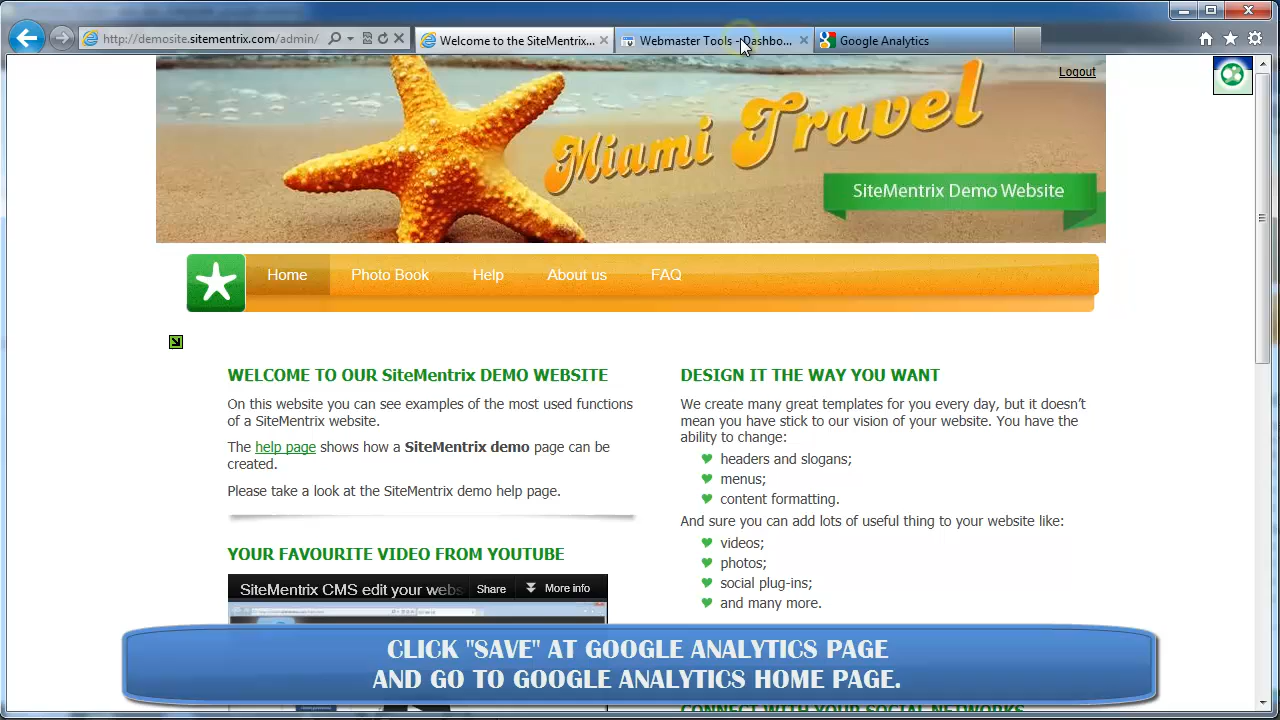 http://demosite.sitementrix.com/admin/
Welcome to the SiteMentrix...
Webmaster Tools - Dashbo...
Google Analytics
Logout
Miami Travel
SiteMentrix Demo Website
Home
Photo Book
Help
About us
FAQ
WELCOME TO OUR SiteMentrix DEMO WEBSITE
On this website you can see examples of the most used functions
of a SiteMentrix website.
The help page shows how a SiteMentrix demo page can be
created.
Please take a look at the SiteMentrix demo help page.
YOUR FAVOURITE VIDEO FROM YOUTUBE
SiteMentrix CMS edit your webs
Share
More info
DESIGN IT THE WAY YOU WANT
We create many great templates for you every day, but it doesn't
mean you have stick to our vision of your website. You have the
ability to change:
headers and slogans;
menus;
content formatting.
And sure you can add lots of useful thing to your website like:
videos;
photos;
social plug-ins;
and many more.
CLICK "SAVE" AT GOOGLE ANALYTICS PAGE
AND GO TO GOOGLE ANALYTICS HOME PAGE.
CONNECT WITH YOUR SOCIAL NETWORKS